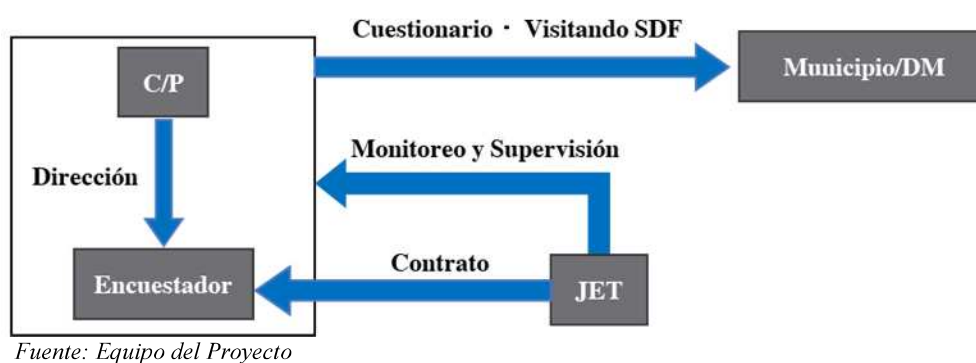 Cuestionario · Visitando SDF
Municipio/DM
C/P
Monitoreo y Supervisión
Dirección
Contrato
Encuestador
JET
Fuente: Equipo del Proyecto